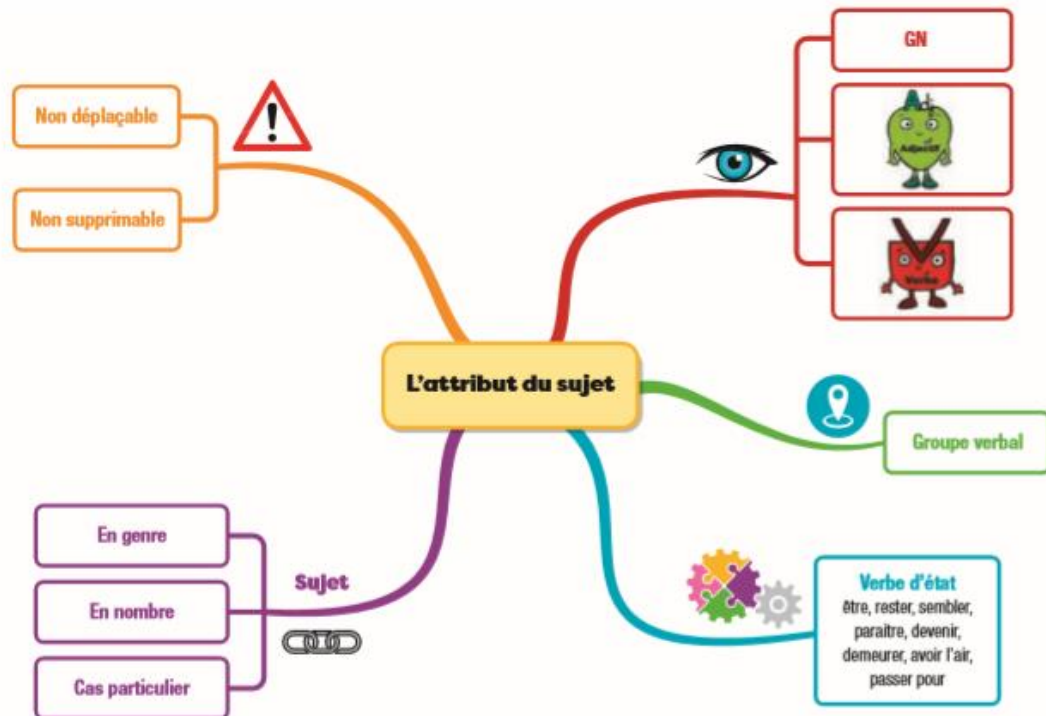 GN
Non déplaçable
Adjectif
Non supprimable
Verbe
L'attribut du sujet
Groupe verbal
En genre
Sujet
En nombre
Cas particulier
Verbe d'état
être, rester, sembler,
paraitre, devenir,
demeurer, avoir l'air,
passer pour